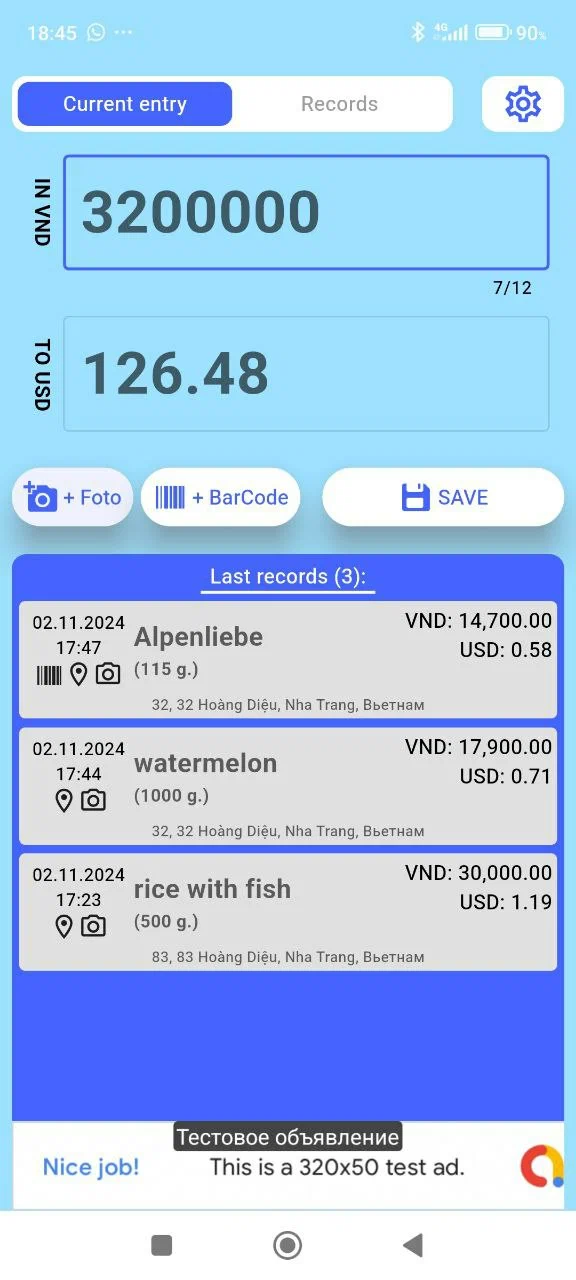 18:45
4G
90%
Current entry
Records
IN VND
3200000
7/12
TO USD
126.48
+ Foto
+ BarCode
SAVE
Last records (3):
02.11.2024
17:47
Alpenliebe
(115 g.)
VND: 14,700.00
USD: 0.58
32, 32 Hoàng Diệu, Nha Trang, Вьетнам
02.11.2024
17:44
watermelon
(1000 g.)
VND: 17,900.00
USD: 0.71
32, 32 Hoàng Diệu, Nha Trang, Вьетнам
02.11.2024
17:23
rice with fish
(500 g.)
VND: 30,000.00
USD: 1.19
83, 83 Hoàng Diệu, Nha Trang, Вьетнам
Тестовое объявление
Nice job!
This is a 320x50 test ad.